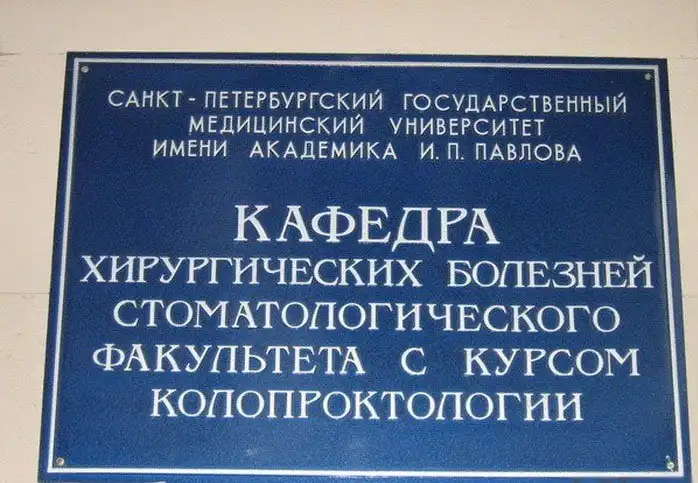 САНКТ - ПЕТЕРБУРГСКИЙ ГОСУДАРСТВЕННЫЙ
МЕДИЦИНСКИЙ УНИВЕРСИТЕТ
ИМЕНИ АКАДЕМИКА И. П. ПАВЛОВА
КАФЕДРА
ХИРУРГИЧЕСКИХ БОЛЕЗНЕЙ
СТОМАТОЛОГИЧЕСКОГО
ФАКУЛЬТЕТА С КУРСОМ
КОЛОПРОКТОЛОГИИ